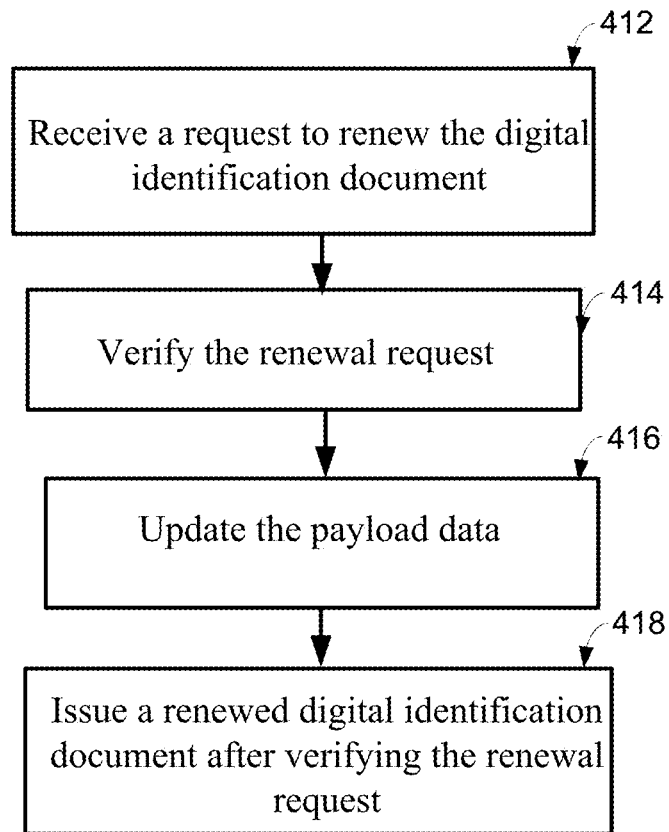 412
Receive a request to renew the digital
identification document
414
Verify the renewal request
416
Update the payload data
418
Issue a renewed digital identification
document after verifying the renewal
request